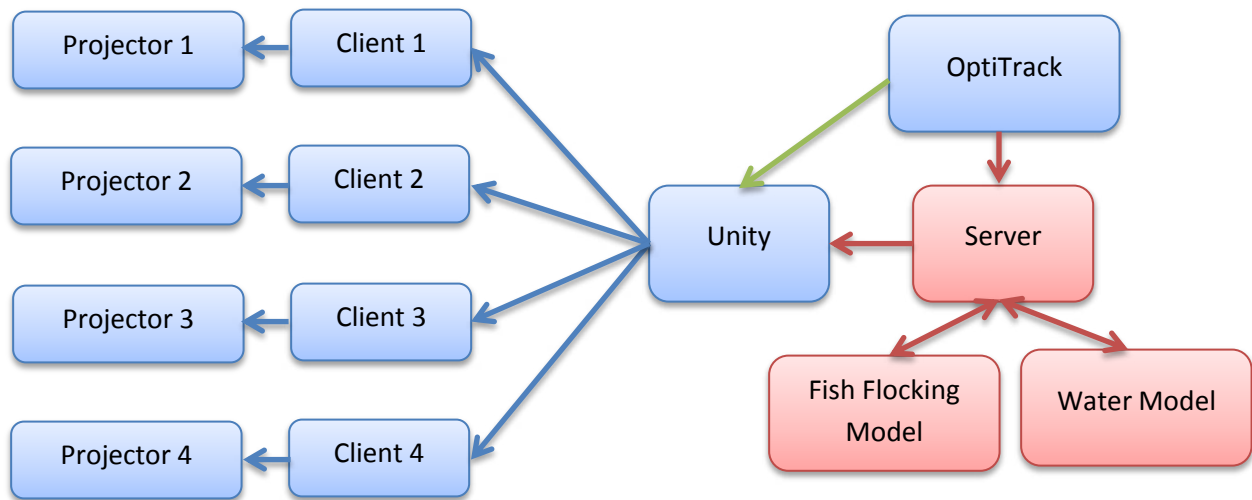 Projector 1
Client 1
OptiTrack
Projector 2
Client 2
Unity
Server
Projector 3
Client 3
Fish Flocking
Model
Water Model
Projector 4
Client 4